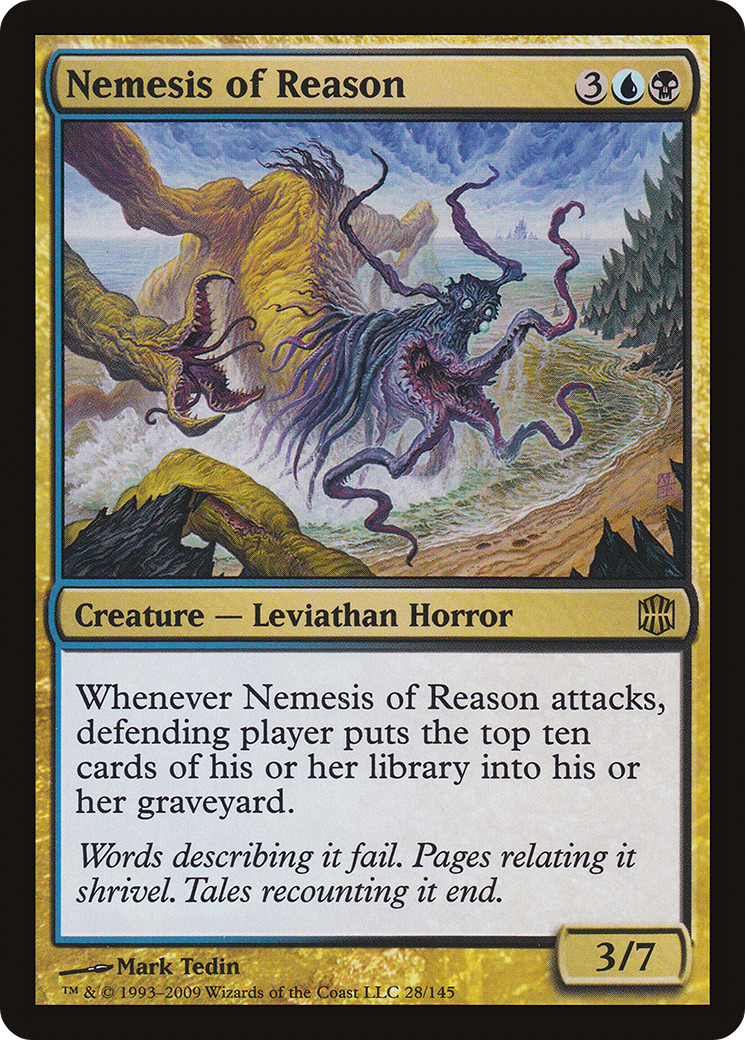 Nemesis of Reason 3
Creature — Leviathan Horror
Whenever Nemesis of Reason attacks,
defending player puts the top ten
cards of his or her library into his or
her graveyard.
Words describing it fail. Pages relating it
shrivel. Tales recounting it end.
3/7
Mark Tedin
™ & © 1993–2009 Wizards of the Coast LLC 28/145